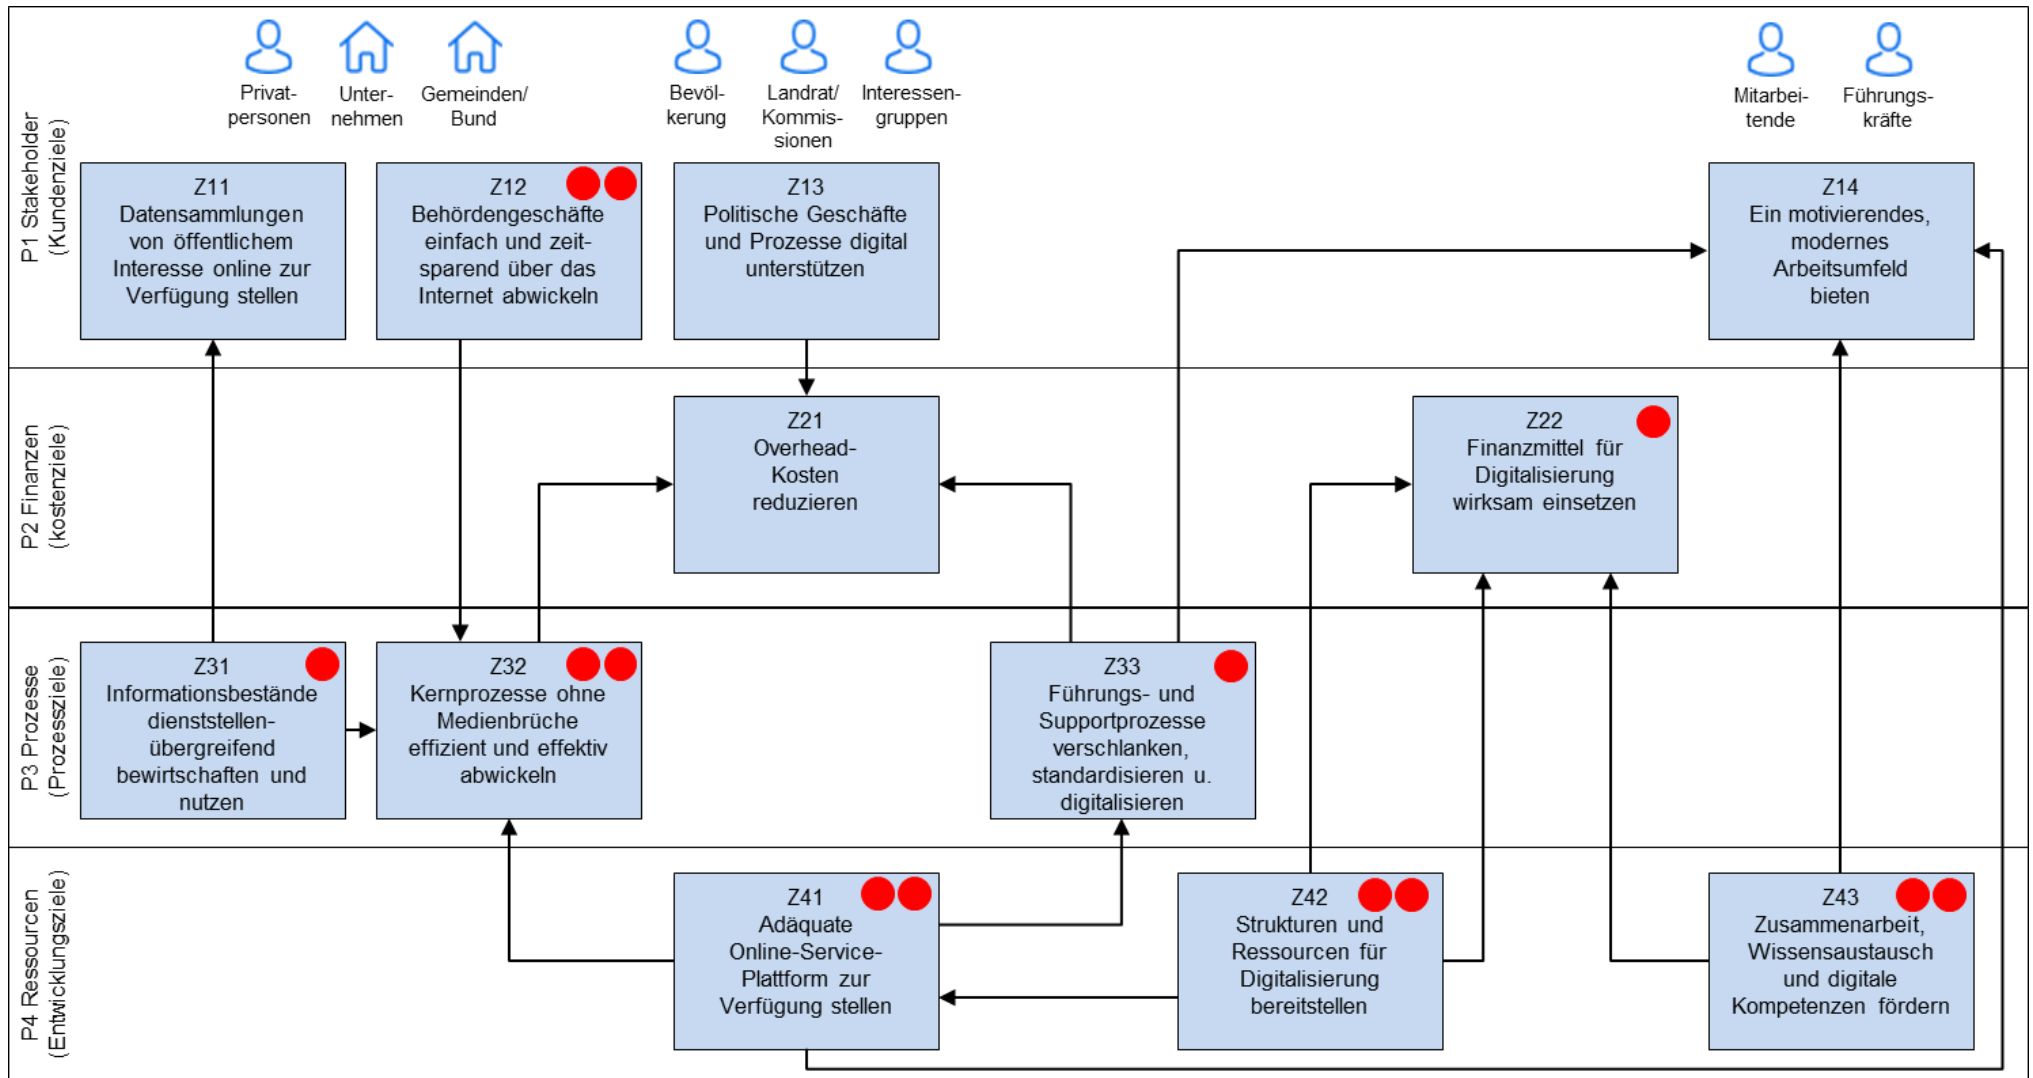 P1 Stakeholder
(Kundenziele)
Privat-
personen
Unter-
nehmen
Gemeinden/
Bund
Bevöl-
kerung
Landrat/
Kommis-
sionen
Interessen-
gruppen
Mitarbei-
tende
Führungs-
kräfte
Z11
Datensammlungen
von öffentlichem
Interesse online zur
Verfügung stellen
Z12
Behördengeschäfte
einfach und zeit-
sparend über das
Internet abwickeln
Z13
Politische Geschäfte
und Prozesse digital
unterstützen
Z14
Ein motivierendes,
modernes
Arbeitsumfeld
bieten
P2 Finanzen
(kostenziele)
Z21
Overhead-
Kosten
reduzieren
Z22
Finanzmittel für
Digitalisierung
wirksam einsetzen
P3 Prozesse
(Prozessziele)
Z31
Informationsbestände
dienststellen-
übergreifend
bewirtschaften und
nutzen
Z32
Kernprozesse ohne
Medienbrüche
effizient und effektiv
abwickeln
Z33
Führungs- und
Supportprozesse
verschlanken,
standardisieren u.
digitalisieren
P4 Ressourcen
(Entwicklungsziele)
Z41
Adäquate
Online-Service-
Plattform zur
Verfügung stellen
Z42
Strukturen und
Ressourcen für
Digitalisierung
bereitstellen
Z43
Zusammenarbeit,
Wissensaustausch
und digitale
Kompetenzen fördern